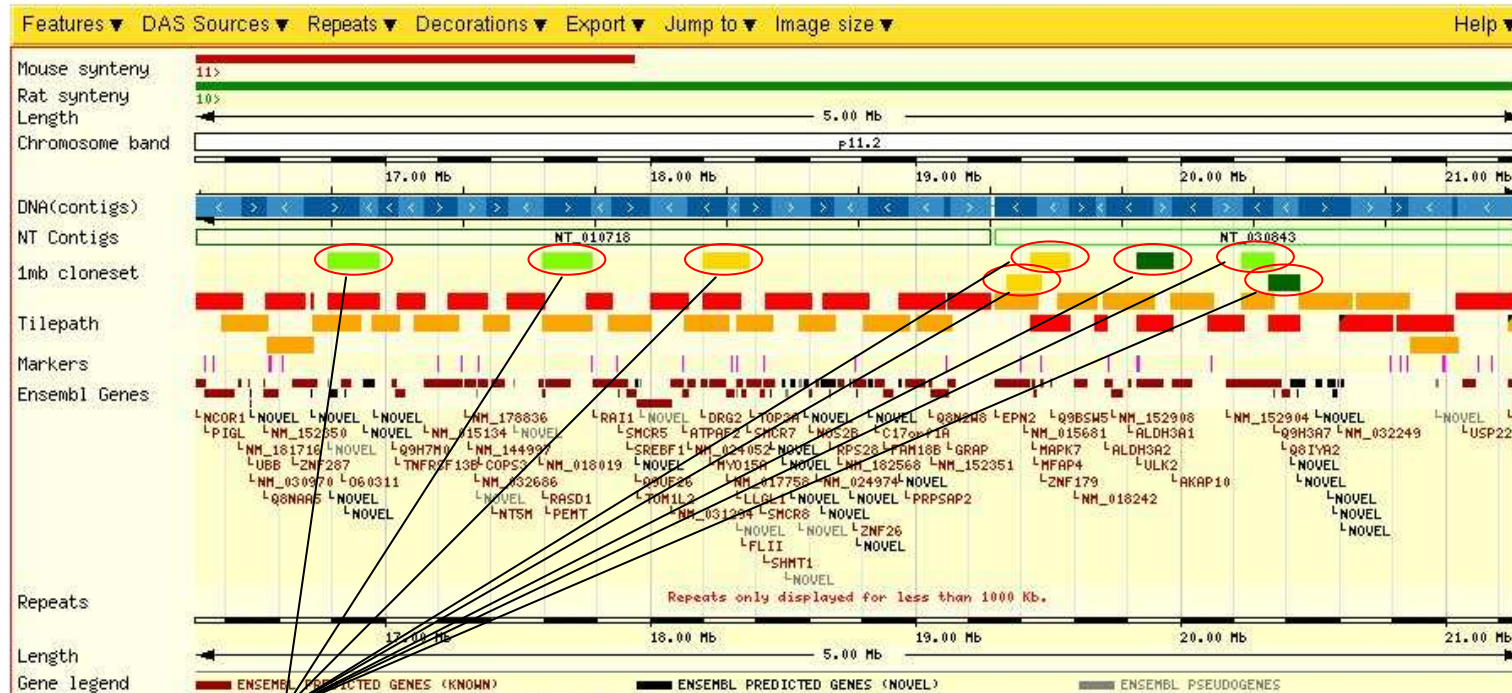 Features ▼ DAS Sources ▼ Repeats ▼ Decorations ▼ Export ▼ Jump to ▼ Image size ▼ Help ▼
Mouse synteny
11>
Rat synteny
10>
Length 5.00 Mb
Chromosome band p11.2
17.00 Mb 18.00 Mb 19.00 Mb 20.00 Mb 21.00 Mb
DNA(contigs)
NT Contigs NT_010718 NT_030843
1mb cloneset
Tilepath
Markers
Ensembl Genes
NCOR1 NOVEL NOVEL NOVEL NM_178836 RAI1 NOVEL DRG2 TOP3A NOVEL NOVEL Q8N2W8 EPN2 Q9BSW5 NM_152908 NM_152904 NOVEL NOVEL
PIGL NM_152350 NOVEL NM_015134 NOVEL SMCR5 ATPAF2 SMCR7 NOS2B C17orf1A NM_015681 ALDH3A1 Q9H3A7 NM_032249 USP22
NM_181716 NOVEL Q9H7M0 NM_144997 SREBF1 NM_024052 NOVEL RPS28 FAM18B GRAP MAPK7 ALDH3A2 Q8IYA2
UBB ZNF287 TNFRSF13B COPS3 NM_018019 NOVEL MYO15A NOVEL NM_182568 NM_152351 MFAP4 ULK2 NOVEL
NM_030970 O60311 NM_032686 Q9UF26 NM_017758 NM_024974 NOVEL ZNF179 AKAP10 NOVEL
Q8NAA5 NOVEL NOVEL RASD1 TOM1L2 LLGL1 NOVEL NOVEL PRPSAP2 NM_018242 NOVEL
NOVEL NT5M PEMT NM_031294 SMCR8 NOVEL NOVEL
NOVEL NOVEL ZNF26 NOVEL
FLII NOVEL
SHMT1
NOVEL
Repeats Repeats only displayed for less than 1000 Kb.
17.00 Mb 18.00 Mb 19.00 Mb 20.00 Mb 21.00 Mb
Length 5.00 Mb
Gene legend ENSEMBL PREDICTED GENES (KNOWN) ENSEMBL PREDICTED GENES (NOVEL) ENSEMBL PSEUDOGENES